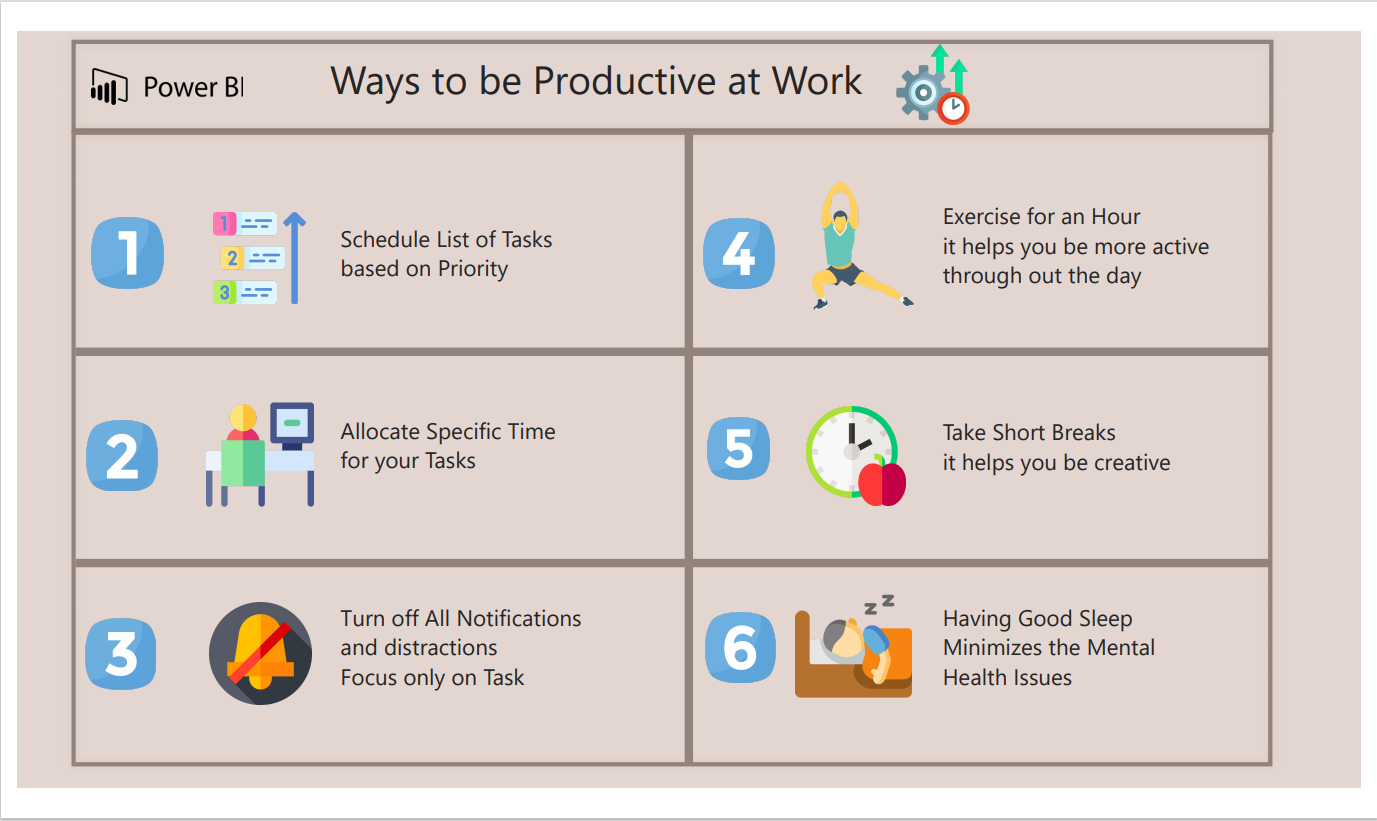 Power BI
Ways to be Productive at Work
1
1
2
3
Schedule List of Tasks
based on Priority
2
Allocate Specific Time
for your Tasks
3
Turn off All Notifications
and distractions
Focus only on Task
4
Exercise for an Hour
it helps you be more active
through out the day
5
Take Short Breaks
it helps you be creative
6
z z
Having Good Sleep
Minimizes the Mental
Health Issues